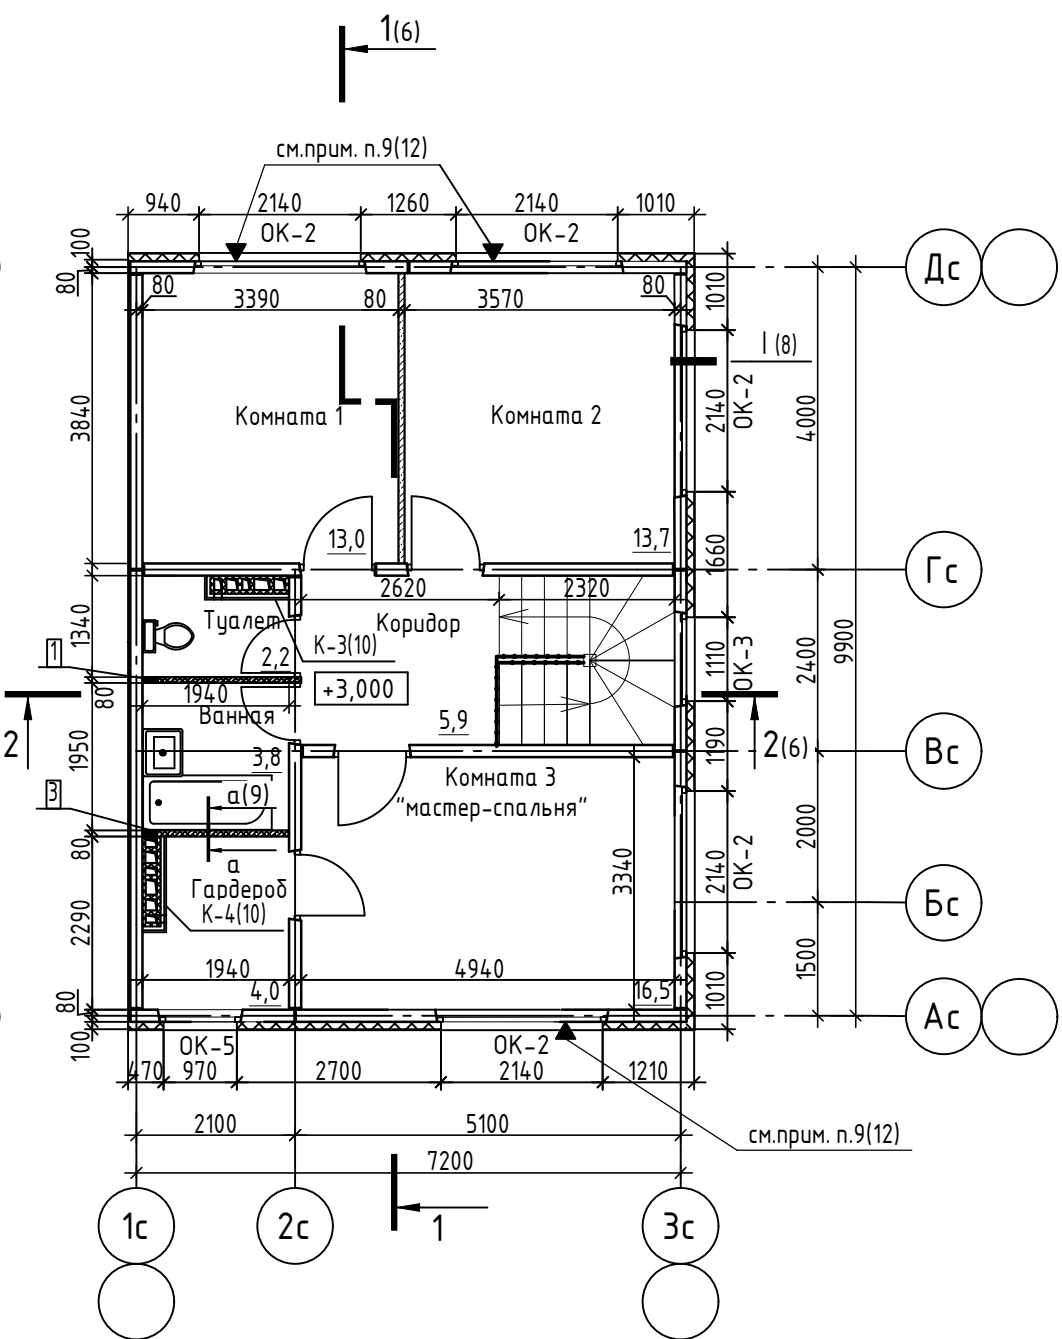 1(6)
см.прим. п.9(12)
940
2140
1260
2140
1010
ОК-2
ОК-2
100
80
80
3390
80
3570
80
1010
Дс
I (8)
2140
ОК-2
4000
3840
Комната 1
Комната 2
13,0
13,7
1660
Гс
2620
2320
1340
Туалет
Коридор
К-3(10)
1110
ОК-3
2400
9900
1
2,2
+3,000
80
1940
Ванная
2
5,9
2(6)
1950
3,8
1190
Вс
Комната 3
"мастер-спальня"
3
а(9)
80
а
3340
2140
ОК-2
2000
Гардероб
К-4(10)
Бс
2290
1940
4940
1500
80
4,0
16,5
1010
Ас
100
ОК-5
ОК-2
470
970
2700
2140
1210
2100
5100
см.прим. п.9(12)
7200
1с
2с
1
3с